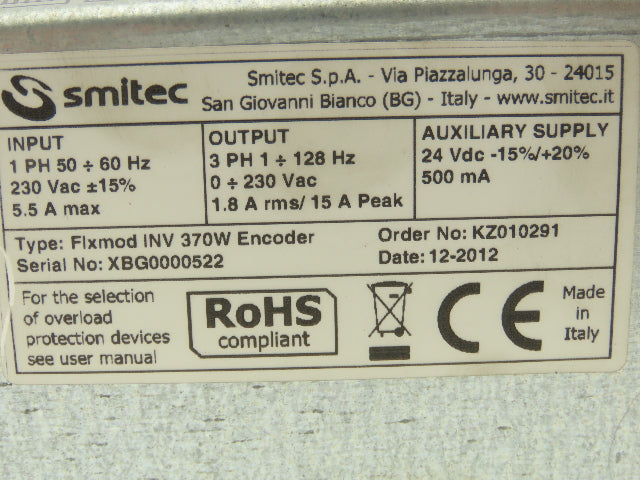 smitec
Smitec S.p.A. - Via Piazzalunga, 30 - 24015
San Giovanni Bianco (BG) - Italy - www.smitec.it
INPUT
1 PH 50 ÷ 60 Hz
230 Vac ±15%
5.5 A max
OUTPUT
3 PH 1 ÷ 128 Hz
0 ÷ 230 Vac
1.8 A rms/ 15 A Peak
AUXILIARY SUPPLY
24 Vdc -15%/+20%
500 mA
Type: Flxmod INV 370W Encoder
Serial No: XBG0000522
Order No: KZ010291
Date: 12-2012
For the selection
of overload
protection devices
see user manual
RoHS
compliant
CE
Made
in
Italy